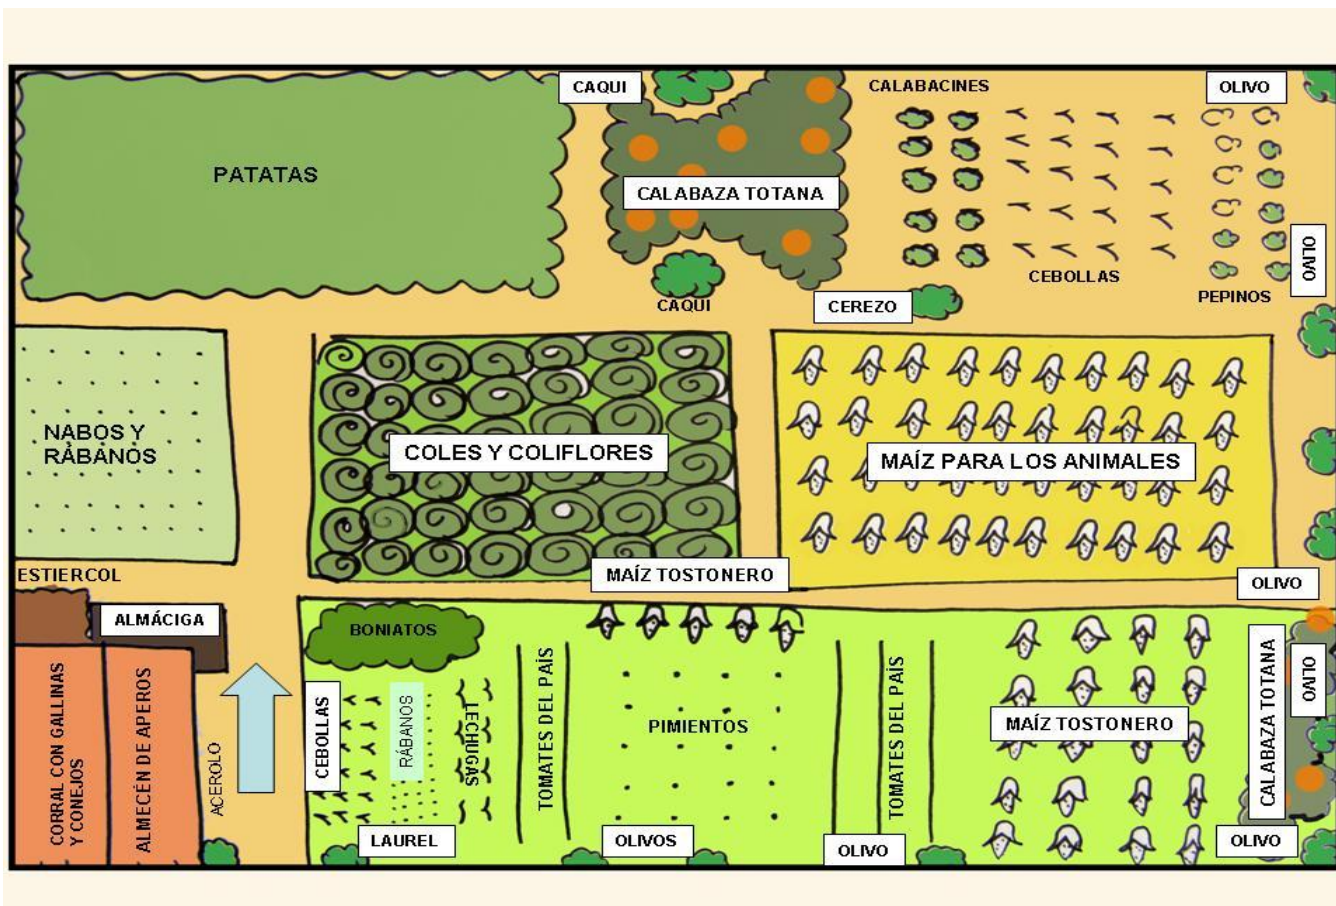 CAQUI
CALABACINES
OLIVO
PATATAS
CALABAZA TOTANA
OLIVO
CEBOLLAS
PEPINOS
CAQUI
CEREZO
NABOS Y
RÁBANOS
COLES Y COLIFLORES
MAÍZ PARA LOS ANIMALES
ESTIERCOL
MAÍZ TOSTONERO
OLIVO
ALMÁCIGA
BONIATOS
CORRAL CON GALLINAS
Y CONEJOS
ALMECÉN DE APEROS
ACEROLO
CEBOLLAS
RÁBANOS
LECHUGAS
TOMATES DEL PAÍS
PIMIENTOS
TOMATES DEL PAÍS
MAÍZ TOSTONERO
CALABAZA TOTANA
OLIVO
LAUREL
OLIVOS
OLIVO
OLIVO